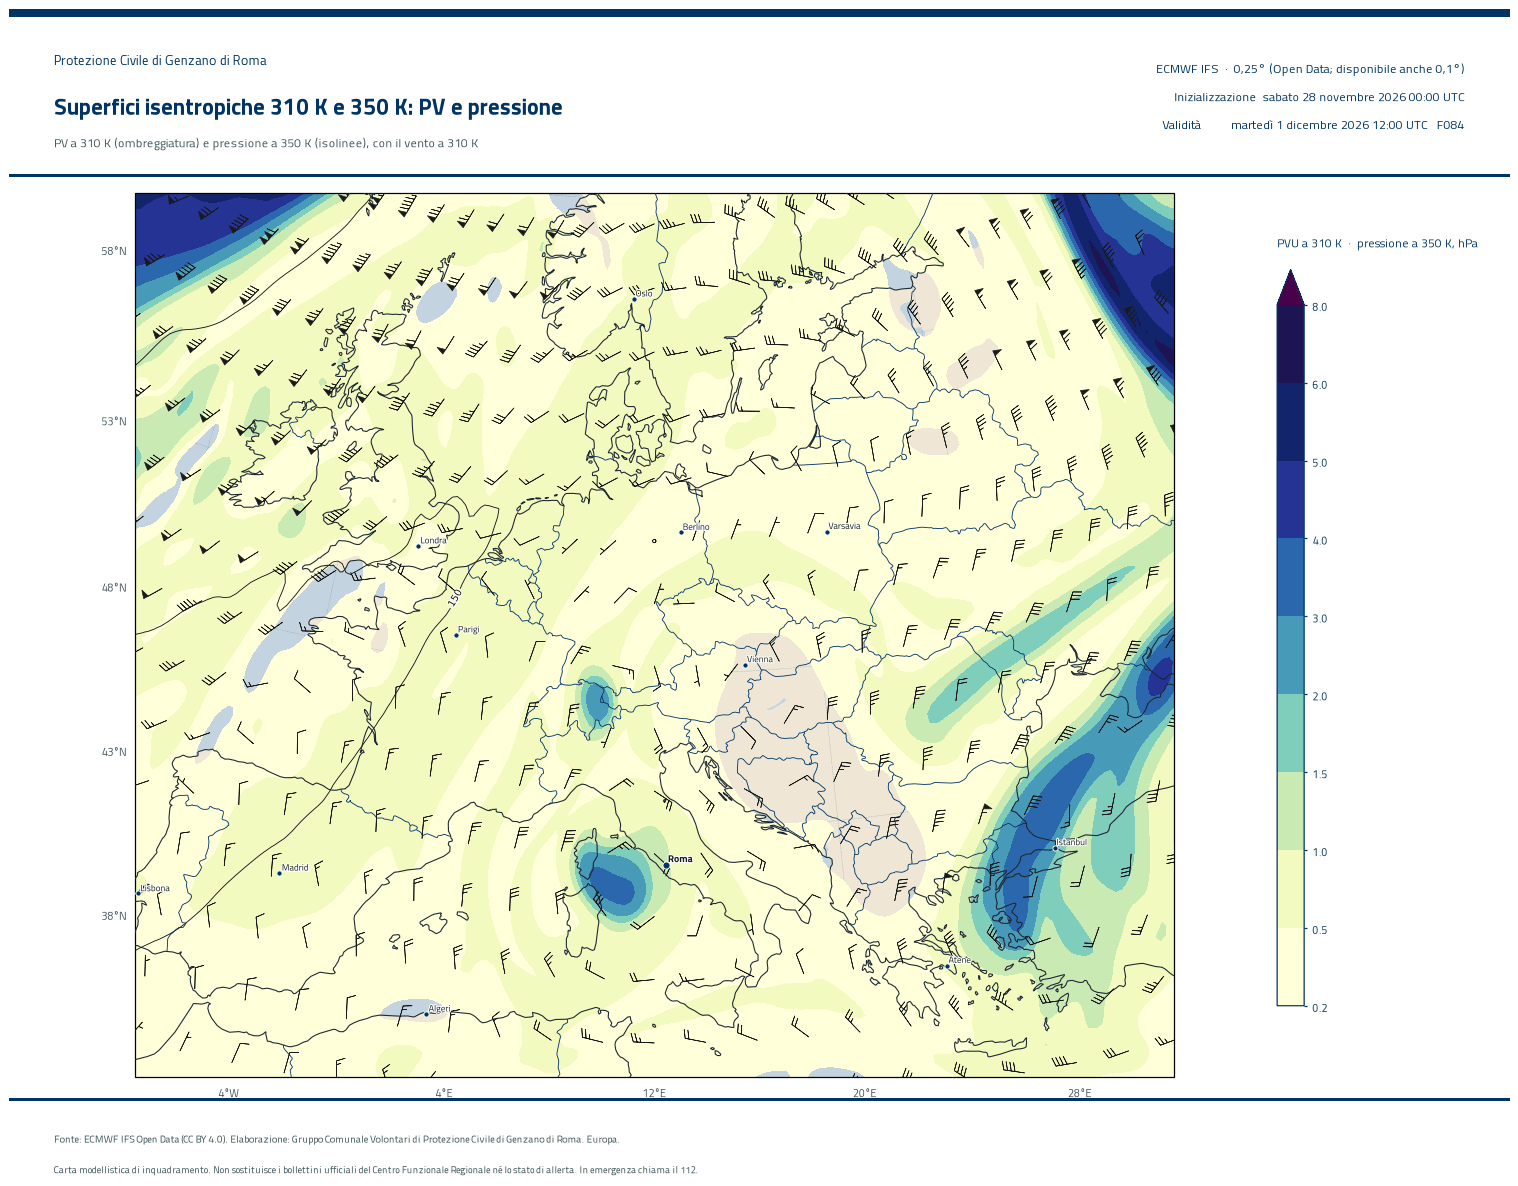 Protezione Civile di Genzano di Roma
Superfici isentropiche 310 K e 350 K: PV e pressione
PV a 310 K (ombreggiatura) e pressione a 350 K (isolinee), con il vento a 310 K
ECMWF IFS · 0,25° (Open Data; disponibile anche 0,1°)
Inizializzazione sabato 28 novembre 2026 00:00 UTC
Validità martedì 1 dicembre 2026 12:00 UTC F084
PVU a 310 K · pressione a 350 K, hPa
8.0
6.0
5.0
4.0
3.0
2.0
1.5
1.0
0.5
0.2
58°N
53°N
48°N
43°N
38°N
Oslo
Berlino
Varsavia
Londra
150
Parigi
Vienna
Istanbul
Roma
Madrid
Lisbona
Atene
Algeri
4°W
4°E
12°E
20°E
28°E
Fonte: ECMWF IFS Open Data (CC BY 4.0). Elaborazione: Gruppo Comunale Volontari di Protezione Civile di Genzano di Roma. Europa.
Carta modellistica di inquadramento. Non sostituisce i bollettini ufficiali del Centro Funzionale Regionale né lo stato di allerta. In emergenza chiama il 112.